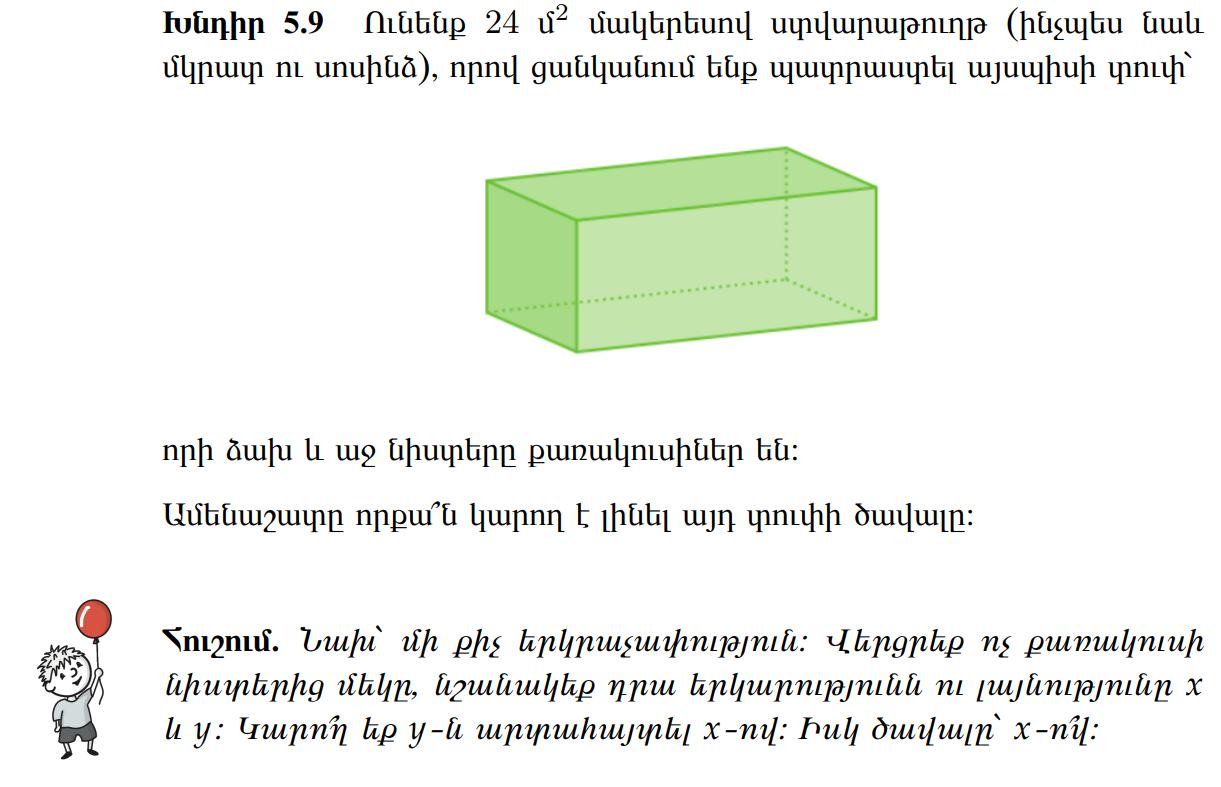 Խնդիր 5.9 Ունենք 24 մ² մակերեսով ստվարաթուղթ (ինչպես նաև
մկրատ ու սոսինձ), որով ցանկանում ենք պատրաստել այսպիսի տուփ՝
որի ձախ և աջ նիստերը քառակուսիներ են:
Ամենաշատը որքա՞ն կարող է լինել այդ տուփի ծավալը:
Հուշում. Նախ՝ մի քիչ երկրաչափություն: Վերցրեք ոչ քառակուսի
նիստերից մեկը, նշանակեք դրա երկարությունն ու լայնությունը x
և y: Կարո՞ղ եք y-ն արտահայտել x-ով: Իսկ ծավալը՝ x-ո՞վ: